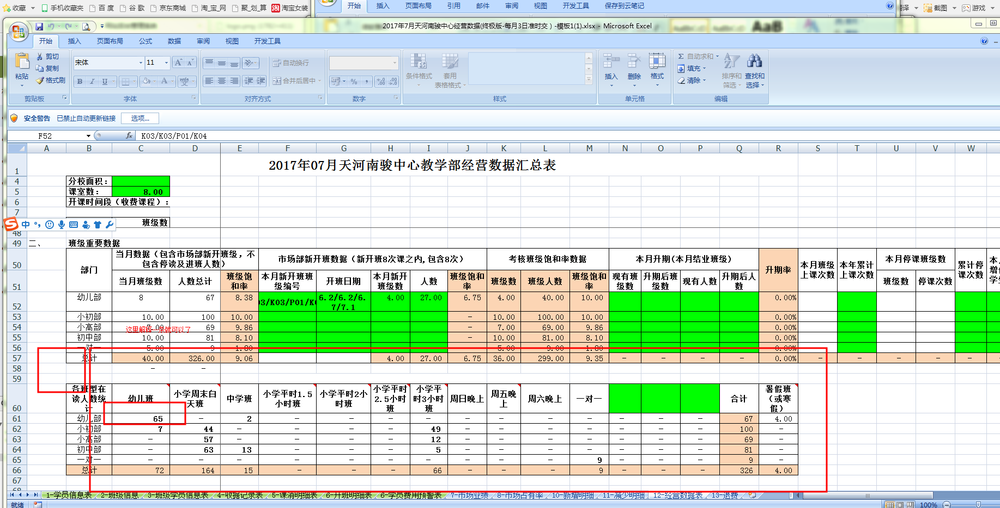 收藏 手机收藏夹 百 度 谷 歌 京东商城 淘_宝_网 聚_划_算 淘 淘宝女装 开始 插入 页面布局 引用 邮件 审阅 视图 开发工具 保存到云笔记 截图 游戏
2017年7月天河南骏中心经营数据(终极版-每月3日准时交 ) -模板1(1).xlsx - Microsoft Excel
开始 插入 页面布局 公式 数据 审阅 视图 开发工具
粘贴 剪切 复制 格式刷 剪贴板
宋体 11 B I U 字体
自动换行 合并后居中 对齐方式
% 数字
条件格式 套用表格格式 样式
插入 删除 格式 单元格
Σ 自动求和 填充 清除 排序和筛选 查找和选择 编辑
安全警告 已禁止自动更新链接 选项...
F52 fx K03/K03/P01/K04
A B C D E F G H I J K L M N O P Q R S T U V W
1 2017年07月天河南骏中心教学部经营数据汇总表
4 分校面积：
5 课室数： 8.00
6 开课时间段（收费课程）：
7
S 中 班级数
48
49 二、 班级重要数据
50 部门 当月数据（包含市场部新开班级，不包含停读及进班人数） 市场部新开班数据（新开班8次课之内,包含8次） 考核班级饱和率数据 本月升期(本月结业班级) 升期率 本月班级上课次数 本年累计上课次数 本月停课班级数 累计停课次数
51 当月班级数 人数总计 班级饱和率 本月新开班班级编号 开班日期 本月新开班级数 人数 班级饱和率 班级数 班级人数 班级饱和率 现有班级数 升期后班级数 现有人数 升期后人数 班级数 停课次数
52 幼儿部 8 67 8.38 03/K03/P01/K0 6.2/6.2/6.7/7.1 4.00 27.00 6.75 4.00 40.00 10.00 0.00%
53 小初部 10.00 100 10.00 - 10.00 100.00 10.00 0.00%
54 小高部 7.00 69 9.86 - 7.00 69.00 9.86 0.00%
这里解释一条就可以了
55 初中部 10.00 81 8.10 - 10.00 81.00 8.10 0.00%
56 一对一 5.00 9 1.80 5.00 9.00 1.80 0.00%
57 总计 40.00 326.00 9.06 4.00 27.00 6.75 36.00 299.00 9.35 - - - - 0.00% - - - - -
58 - -
59
60 各班型在读人数统计 幼儿班 小学周末白天班 中学班 小学平时1.5小时班 小学平时2小时班 小学平时2.5小时班 小学平时3小时班 周日晚上 周五晚上 周六晚上 一对一 合计 暑假班（或寒假）
61 幼儿部 65 - 2 - - - - - - - - - - - 67 4.00
62 小初部 7 44 - - - - 49 - - - - - - - 100 -
63 小高部 - 57 - - - - 12 - - - - - - - 69 -
64 初中部 - 63 13 - - - 5 - - - - - - - 81 -
65 一对一 - - - - - - - - - - 9 - - - 9 -
66 总计 72 164 15 - - - 66 - - - 9 - - - 326 4.00
67
68
1-学员信息表 2-班级信息 3-班级学员信息表 4-收据记录表 5-课消明细表 6-开班明细表 6-学员费用预警表 7-市场业绩 8-市场占有率 10-新增明细 11-减少明细 12-经营数据表 13-退费
就绪 100%